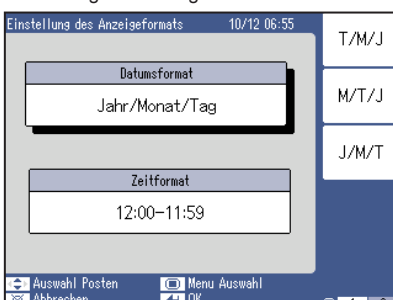 Einstellung des Anzeigeformats 10/12 06:55
T/M/J
Datumsformat
Jahr/Monat/Tag
M/T/J
J/M/T
Zeitformat
12:00-11:59
Auswahl Posten Menu Auswahl
Abbrechen OK